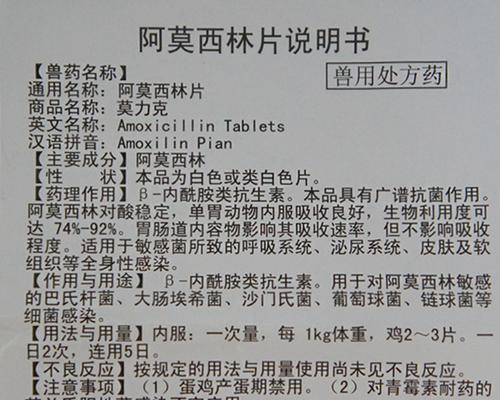 阿莫西林片说明书
【兽药名称】
兽用处方药
通用名称：阿莫西林片
商品名称：莫力克
英文名称：Amoxicillin Tablets
汉语拼音：Amoxilin Pian
【主要成分】阿莫西林
【性　状】本品为白色或类白色片。
【药理作用】β-内酰胺类抗生素。本品具有广谱抗菌作用。
阿莫西林对酸稳定，单胃动物内服吸收良好，生物利用度可
达 74%-92%。胃肠道内容物影响其吸收速率，但不影响吸收
程度。适用于敏感菌所致的呼吸系统、泌尿系统、皮肤及软
组织等全身性感染。
【作用与用途】β-内酰胺类抗生素。用于对阿莫西林敏感
的巴氏杆菌、大肠埃希菌、沙门氏菌、葡萄球菌、链球菌等
细菌感染。
【用法与用量】内服：一次量，每 1kg体重，鸡2～3片。一
日2次，连用5日。
【不良反应】按规定的用法与用量使用尚未见不良反应。
【注意事项】（1）蛋鸡产蛋期禁用。（2）对青霉素耐药的